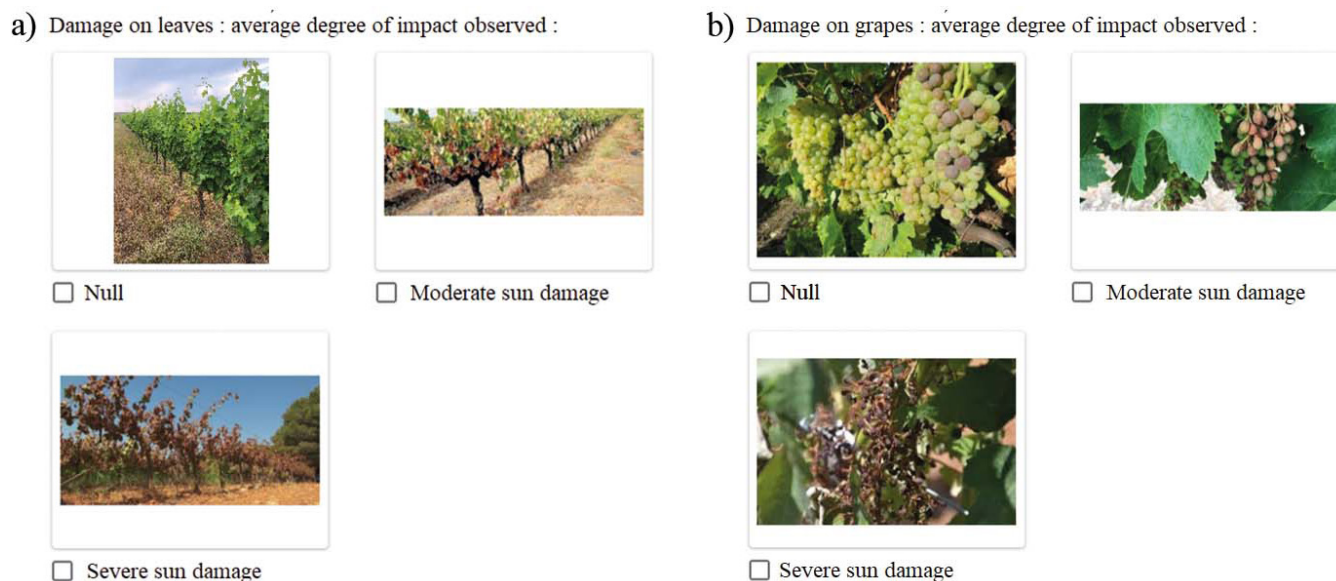 a) Damage on leaves : average degree of impact observed :
Null
Moderate sun damage
Severe sun damage
b) Damage on grapes : average degree of impact observed :
Null
Moderate sun damage
Severe sun damage